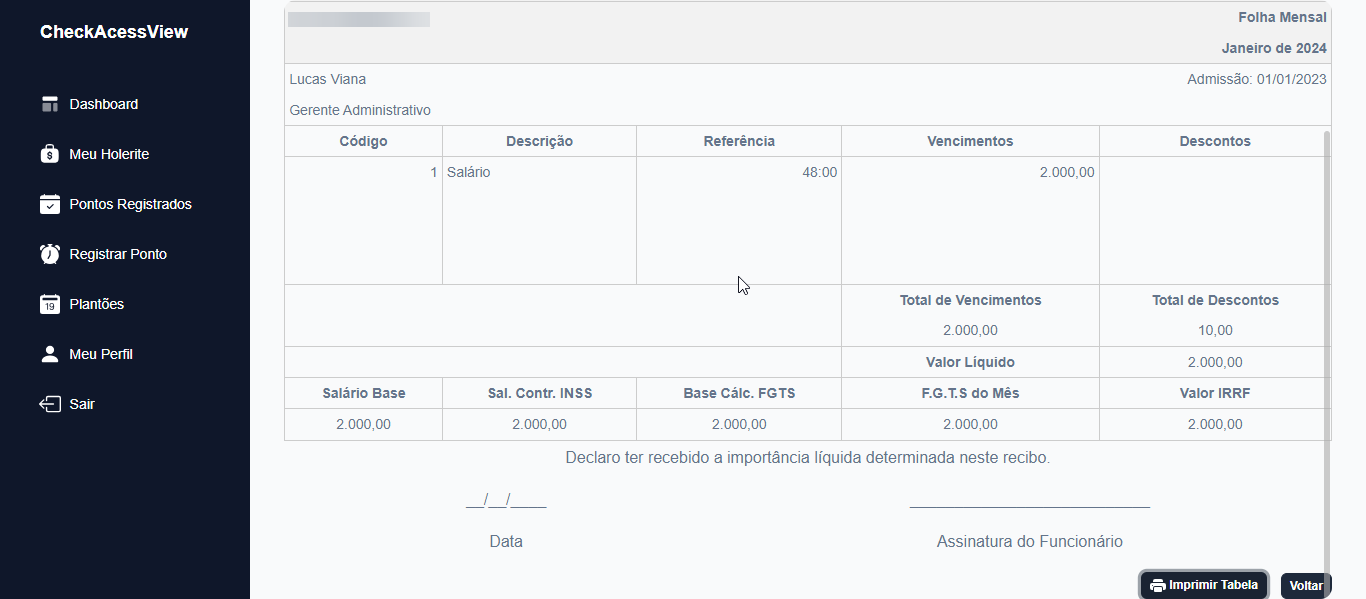 CheckAcessView
Dashboard
Meu Holerite
Pontos Registrados
Registrar Ponto
19
Plantões
Meu Perfil
Sair
Folha Mensal
Janeiro de 2024
Lucas Viana
Admissão: 01/01/2023
Gerente Administrativo
Código Descrição Referência Vencimentos Descontos
1 Salário 48:00 2.000,00
Total de Vencimentos Total de Descontos
2.000,00 10,00
Valor Liquido 2.000,00
Salário Base Sal. Contr. INSS Base Cálc. FGTS F.G.T.S do Mês Valor IRRF
2.000,00 2.000,00 2.000,00 2.000,00 2.000,00
Declaro ter recebido a importância líquida determinada neste recibo.
__/__/____
Data
Assinatura do Funcionário
Imprimir Tabela
Voltar